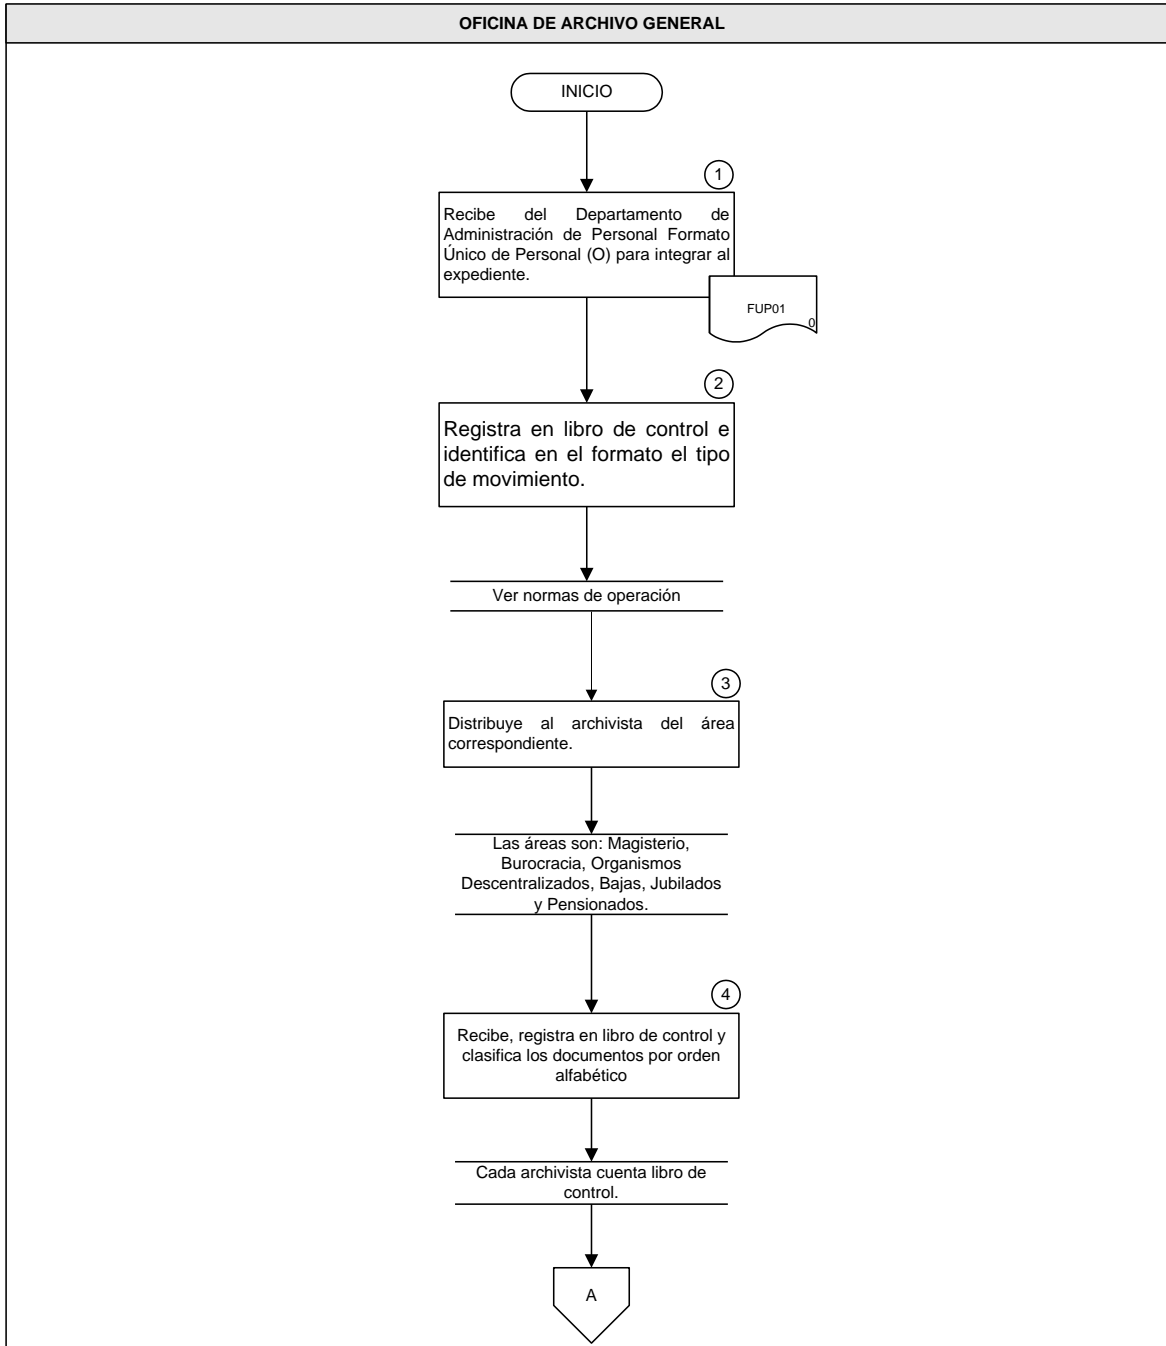 OFICINA DE ARCHIVO GENERAL
INICIO
1
Recibe del Departamento de
Administración de Personal Formato
Único de Personal (O) para integrar al
expediente.
FUP01
0
2
Registra en libro de control e
identifica en el formato el tipo
de movimiento.
Ver normas de operación
3
Distribuye al archivista del área
correspondiente.
Las áreas son: Magisterio,
Burocracia, Organismos
Descentralizados, Bajas, Jubilados
y Pensionados.
4
Recibe, registra en libro de control y
clasifica los documentos por orden
alfabético
Cada archivista cuenta libro de
control.
A